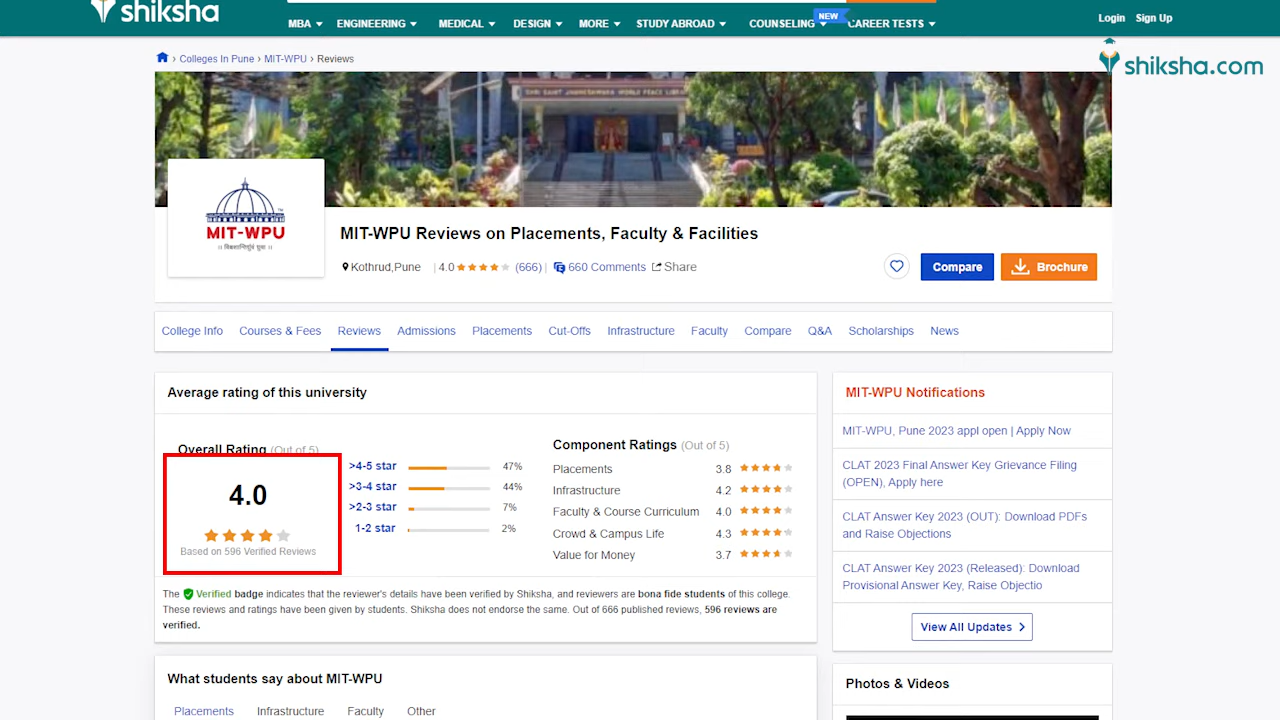 shiksha
NEW
MBA ENGINEERING MEDICAL DESIGN MORE STUDY ABROAD COUNSELING CAREER TESTS
Login Sign Up
shiksha.com
› Colleges In Pune › MIT-WPU › Reviews
MIT-WPU
MIT-WPU Reviews on Placements, Faculty & Facilities
Kothrud,Pune | 4.0 (666) | 660 Comments Share
Compare
Brochure
College Info Courses & Fees Reviews Admissions Placements Cut-Offs Infrastructure Faculty Compare Q&A Scholarships News
Average rating of this university
Overall Rating (Out of 5)
4.0
Based on 596 Verified Reviews
>4-5 star 47%
>3-4 star 44%
>2-3 star 7%
1-2 star 2%
Component Ratings (Out of 5)
Placements 3.8
Infrastructure 4.2
Faculty & Course Curriculum 4.0
Crowd & Campus Life 4.3
Value for Money 3.7
The Verified badge indicates that the reviewer's details have been verified by Shiksha, and reviewers are bona fide students of this college.
These reviews and ratings have been given by students. Shiksha does not endorse the same. Out of 666 published reviews, 596 reviews are
verified.
What students say about MIT-WPU
Placements Infrastructure Faculty Other
MIT-WPU Notifications
MIT-WPU, Pune 2023 appl open | Apply Now
CLAT 2023 Final Answer Key Grievance Filing
(OPEN), Apply here
CLAT Answer Key 2023 (OUT): Download PDFs
and Raise Objections
CLAT Answer Key 2023 (Released): Download
Provisional Answer Key, Raise Objectio
View All Updates
Photos & Videos